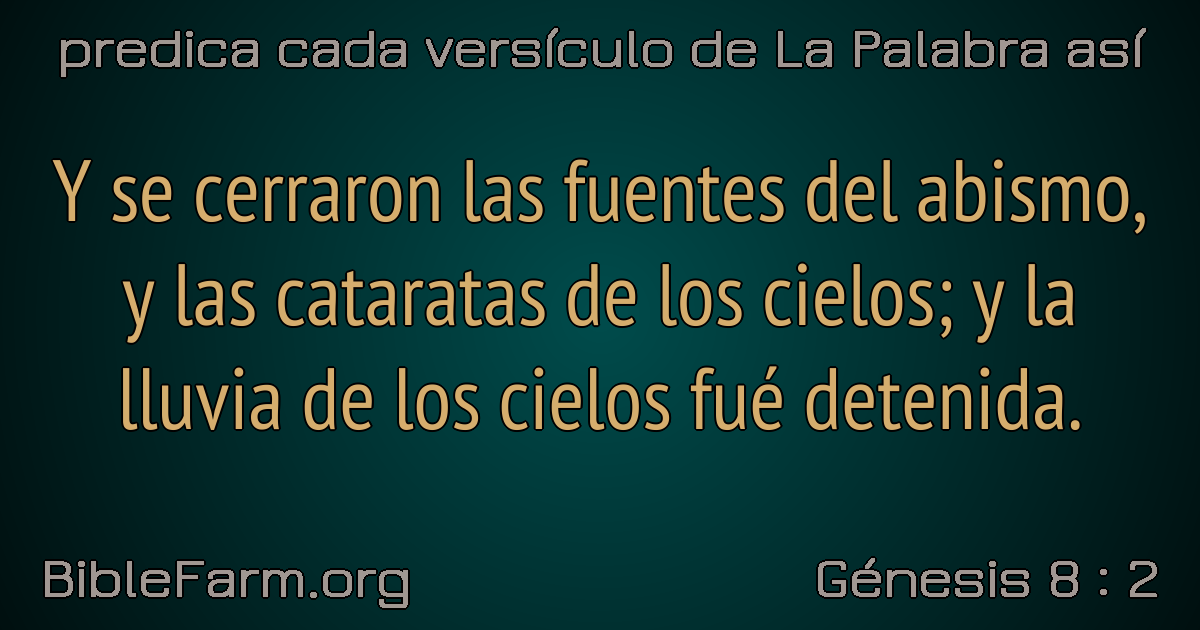 predica cada versículo de La Palabra así
Y se cerraron las fuentes del abismo,
y las cataratas de los cielos; y la
lluvia de los cielos fué detenida.
BibleFarm.org
Génesis 8 : 2